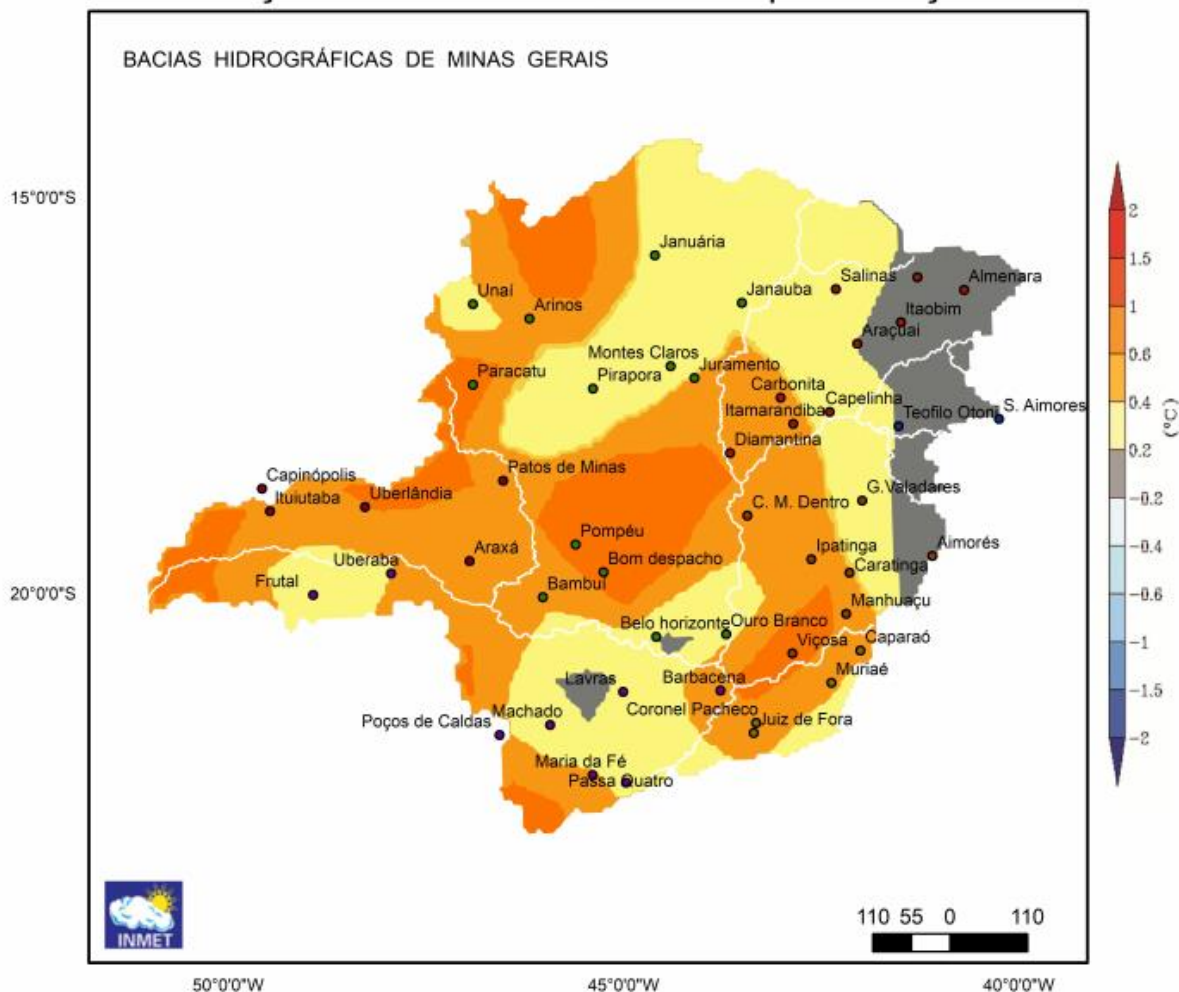 BACIAS HIDROGRÁFICAS DE MINAS GERAIS
15°0'0"S
Januária
Salinas
Almenara
Unaí
Arinos
Janauba
Itaobim
Araçuai
Montes Claros
Juramento
Paracatu
Pirapora
Carbonita
Capelinha
Itamarandiba
Teofilo Otoni
S. Aimores
Diamantina
Patos de Minas
Capinópolis
Ituiutaba
Uberlândia
G.Valadares
C. M. Dentro
Pompéu
Araxá
Ipatinga
Aimorés
Uberaba
Bom despacho
Caratinga
Frutal
Bambuí
20°0'0"S
Manhuaçu
Belo horizonte
Ouro Branco
Viçosa
Caparaó
Lavras
Barbacena
Muriaé
Machado
Coronel Pacheco
Poços de Caldas
Juiz de Fora
Maria da Fé
Passa Quatro
2
1.5
1
0.6
0.4
0.2
-0.2
-0.4
-0.6
-1
-1.5
-2
(°C)
INMET
110 55 0 110
50°0'0"W 45°0'0"W 40°0'0"W